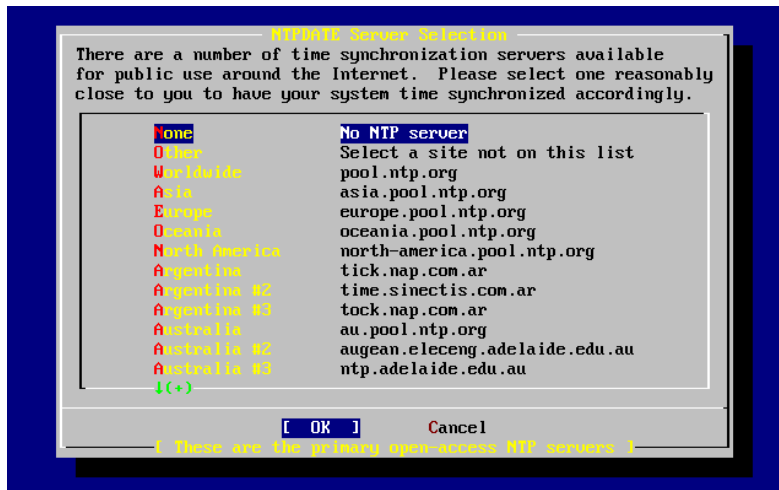 NTPDATE Server Selection
There are a number of time synchronization servers available
for public use around the Internet.  Please select one reasonably
close to you to have your system time synchronized accordingly.
None No NTP server
Other Select a site not on this list
Worldwide pool.ntp.org
Asia asia.pool.ntp.org
Europe europe.pool.ntp.org
Oceania oceania.pool.ntp.org
North America north-america.pool.ntp.org
Argentina tick.nap.com.ar
Argentina #2 time.sinectis.com.ar
Argentina #3 tock.nap.com.ar
Australia au.pool.ntp.org
Australia #2 augean.eleceng.adelaide.edu.au
Australia #3 ntp.adelaide.edu.au
↓(+)
[ OK ] Cancel
[ These are the primary open-access NTP servers ]